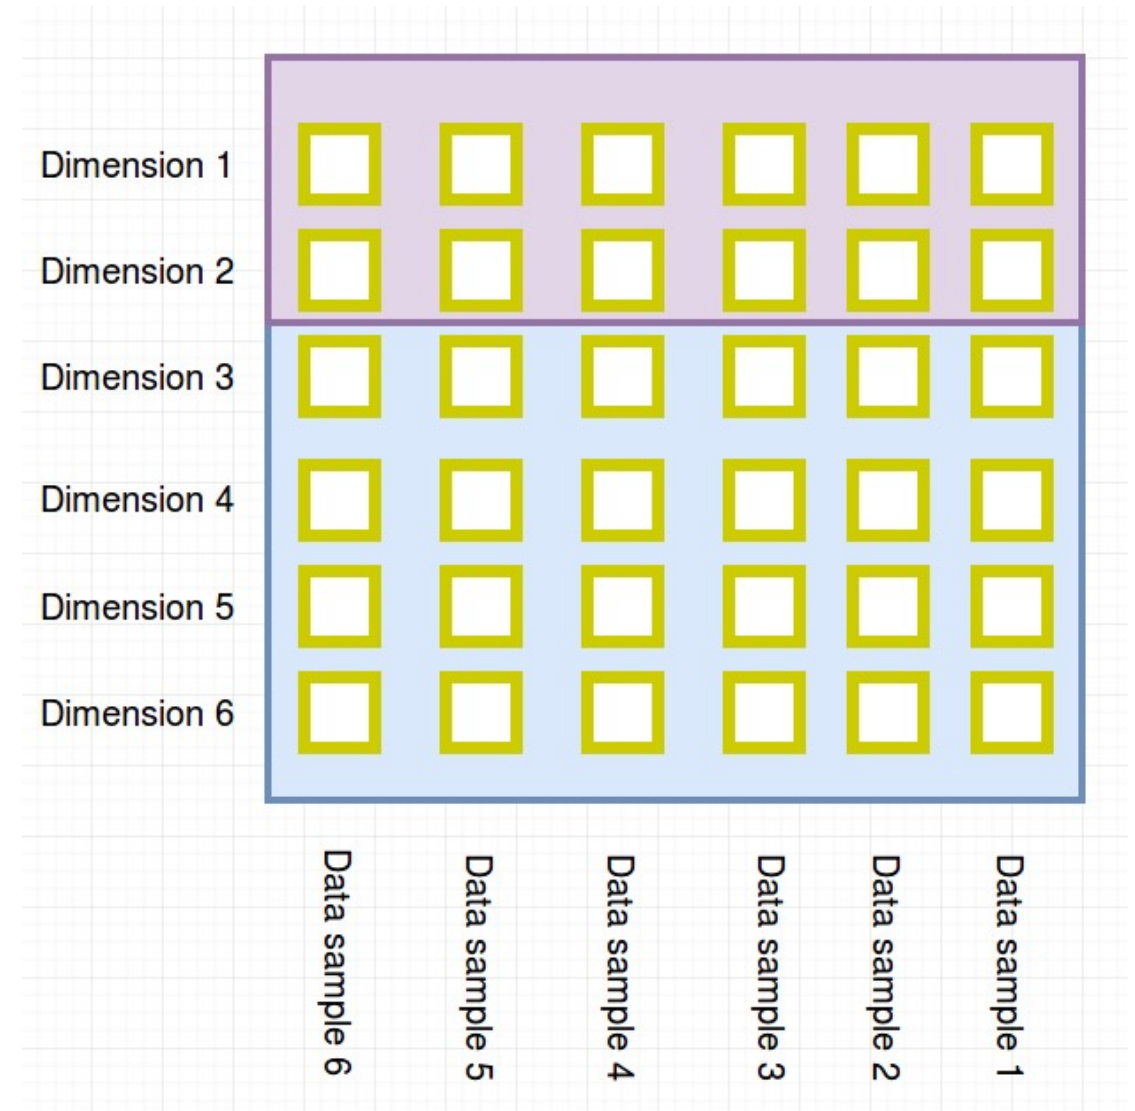 Dimension 1
Dimension 2
Dimension 3
Dimension 4
Dimension 5
Dimension 6
Data sample 6
Data sample 5
Data sample 4
Data sample 3
Data sample 2
Data sample 1